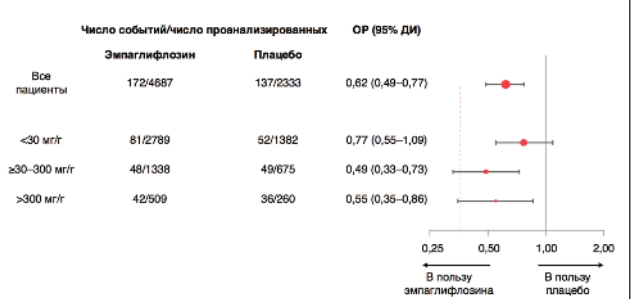 Число событий/число проанализированных ОР (95% ДИ)
Эмпаглифлозин Плацебо
Все
пациенты 172/4687 137/2333 0,62 (0,49–0,77)
<30 мг/г 81/2789 52/1382 0,77 (0,55–1,09)
≥30–300 мг/г 48/1338 49/675 0,49 (0,33–0,73)
>300 мг/г 42/509 36/260 0,55 (0,35–0,86)
0,25 0,50 1,00 2,00
В пользу
эмпаглифлозина
В пользу
плацебо